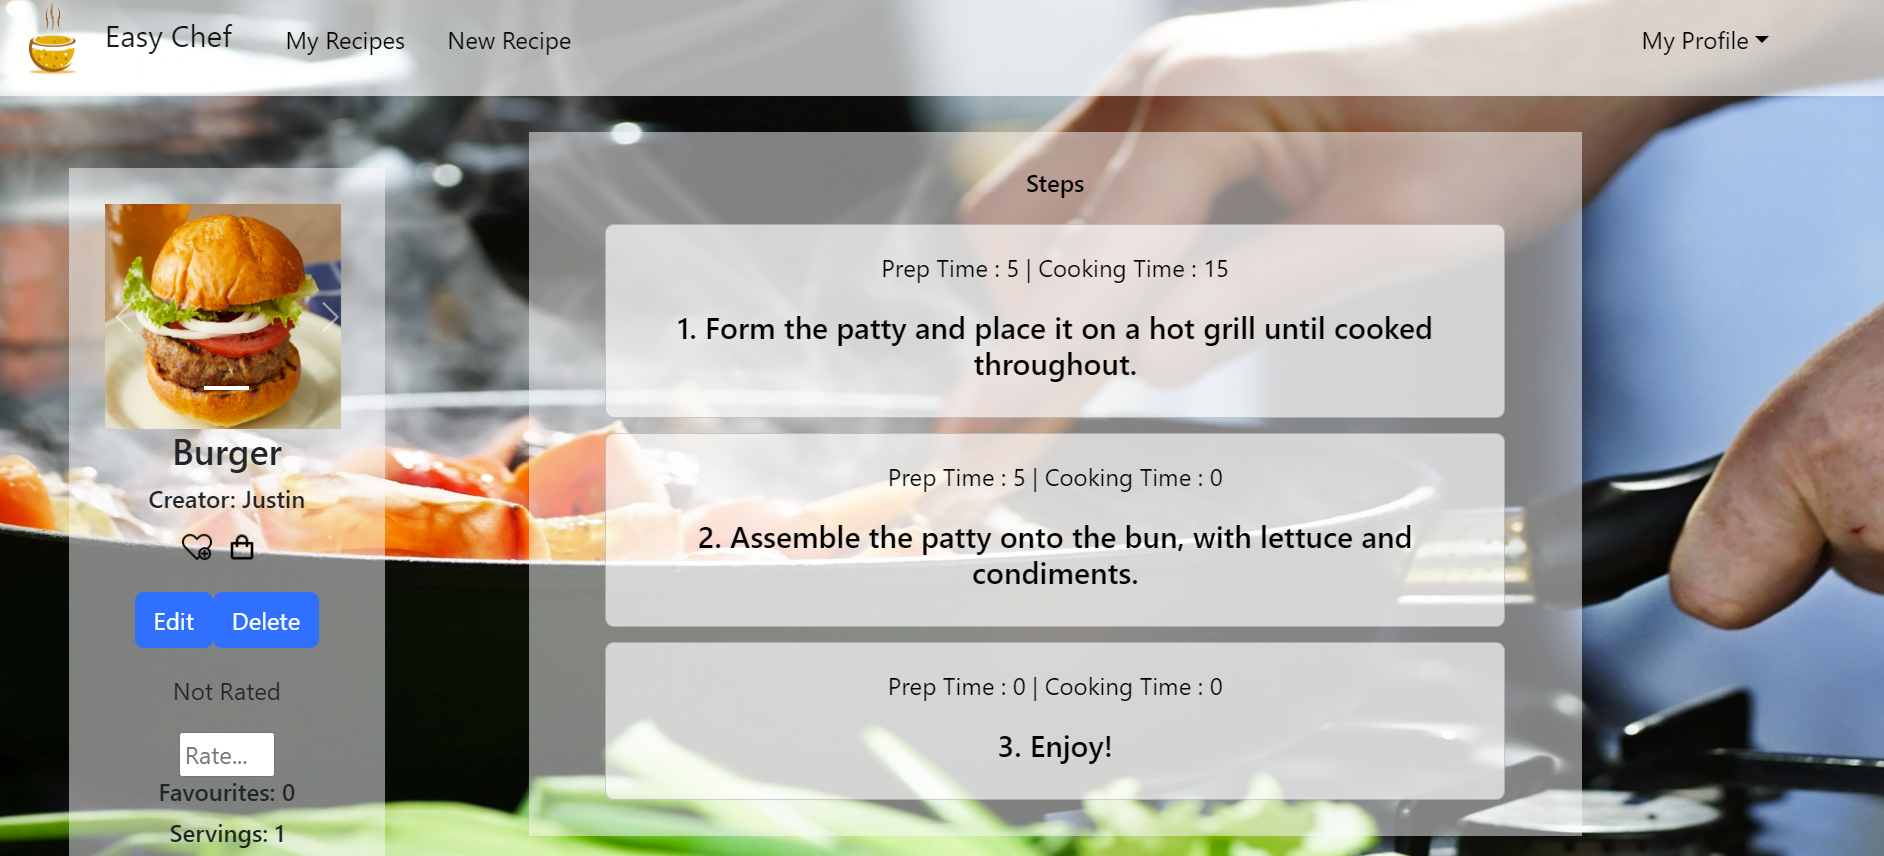 Easy Chef
My Recipes
New Recipe
My Profile
Burger
Creator: Justin
Edit
Delete
Not Rated
Rate...
Favourites: 0
Servings: 1
Steps
Prep Time : 5 | Cooking Time : 15
1. Form the patty and place it on a hot grill until cooked
throughout.
Prep Time : 5 | Cooking Time : 0
2. Assemble the patty onto the bun, with lettuce and
condiments.
Prep Time : 0 | Cooking Time : 0
3. Enjoy!